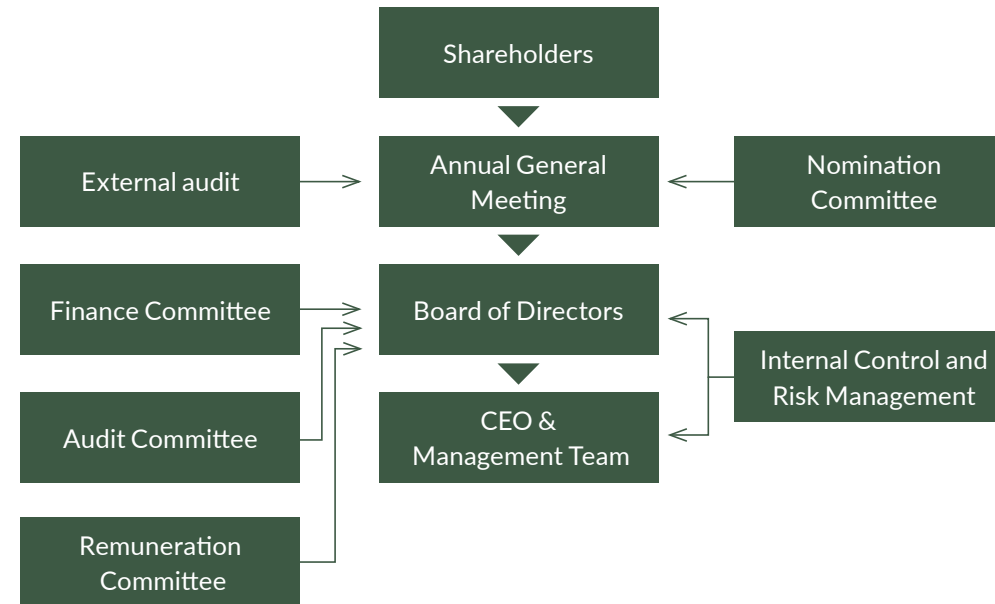 Shareholders
External audit
Annual General
Meeting
Nomination
Committee
Finance Committee
Board of Directors
Internal Control and
Risk Management
Audit Committee
CEO &
Management Team
Remuneration
Committee